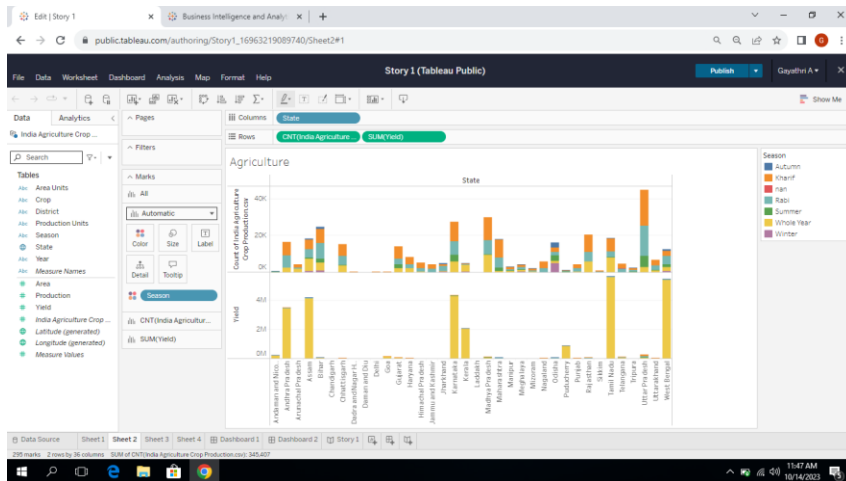 Edit | Story 1
Business Intelligence and Analyt
public.tableau.com/authoring/Story1_16963219089740/Sheet2#1
Story 1 (Tableau Public)
Publish
Gayathri A
File Data Worksheet Dashboard Analysis Map Format Help
Show Me
Data Analytics
Pages
Columns State
India Agriculture Crop ...
Rows CNT(India Agriculture ... SUM(Yield)
Search
Filters
Tables
Abc Area Units
Abc Crop
Abc District
Abc Production Units
Abc Season
State
Abc Year
Abc Measure Names
Area
Production
Yield
India Agriculture Crop ...
Latitude (generated)
Longitude (generated)
Measure Values
Marks
All
Automatic
Color Size Label
Detail Tooltip
Season
CNT(India Agricultur...
SUM(Yield)
Agriculture
State
Count of India Agriculture
Crop Production.csv
40K
20K
0K
Yield
4M
2M
0M
Andaman and Nico..
Andhra Pradesh
Arunachal Pradesh
Assam
Bihar
Chandigarh
Chhattisgarh
Dadra and Nagar H..
Daman and Diu
Delhi
Goa
Gujarat
Haryana
Himachal Pradesh
Jammu and Kashmir
Jharkhand
Karnataka
Kerala
Laddakh
Madhya Pradesh
Maharashtra
Manipur
Meghalaya
Mizoram
Nagaland
Odisha
Puducherry
Punjab
Rajasthan
Sikkim
Tamil Nadu
Telangana
Tripura
Uttar Pradesh
Uttarakhand
West Bengal
Season
Autumn
Kharif
nan
Rabi
Summer
Whole Year
Winter
Data Source Sheet 1 Sheet 2 Sheet 3 Sheet 4 Dashboard 1 Dashboard 2 Story 1
295 marks 2 rows by 36 columns SUM of CNT(India Agriculture Crop Production.csv): 345,407
11:47 AM
10/14/2023